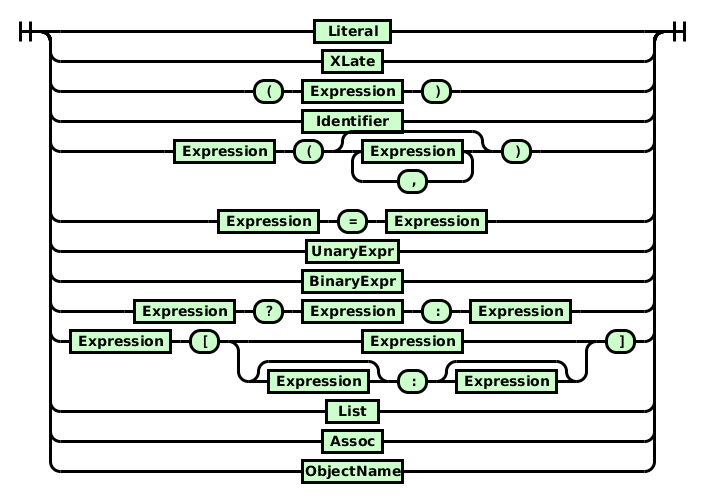 Literal
XLate
( Expression )
Identifier
Expression ( Expression )
,
Expression = Expression
UnaryExpr
BinaryExpr
Expression ? Expression : Expression
Expression [ Expression ]
Expression : Expression
List
Assoc
ObjectName